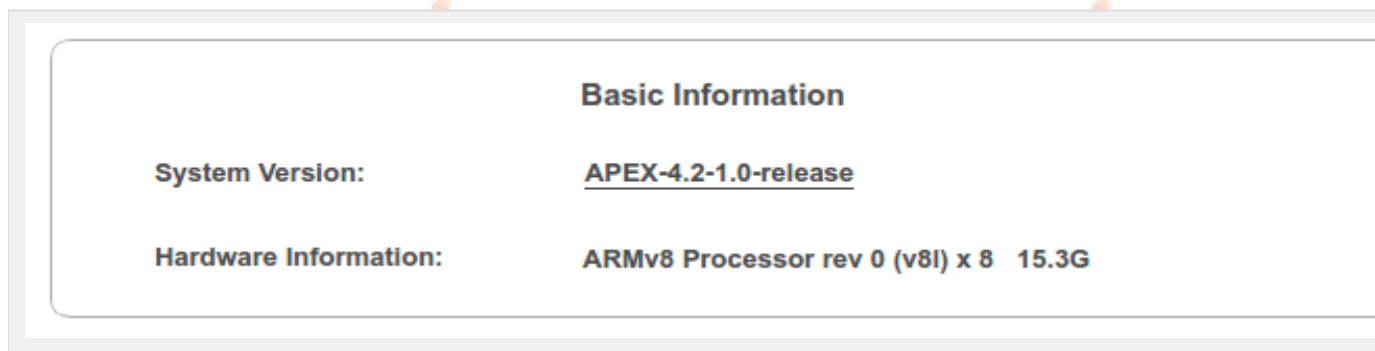 Basic Information
System Version: APEX-4.2-1.0-release
Hardware Information: ARMv8 Processor rev 0 (v8l) x 8 15.3G